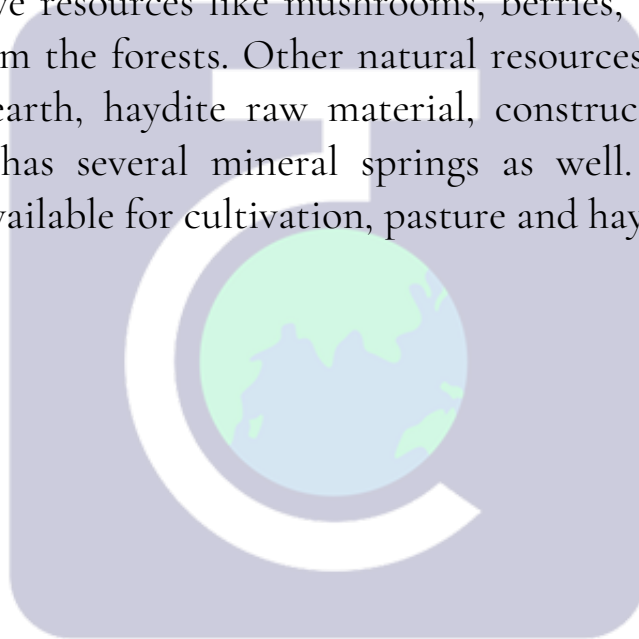 ve resources like mushrooms, berries,
m the forests. Other natural resources
earth, haydite raw material, construc
has several mineral springs as well.
vailable for cultivation, pasture and hay